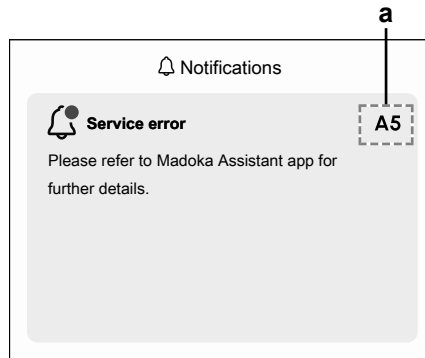 a
Notifications
Service error
A5
Please refer to Madoka Assistant app for
further details.